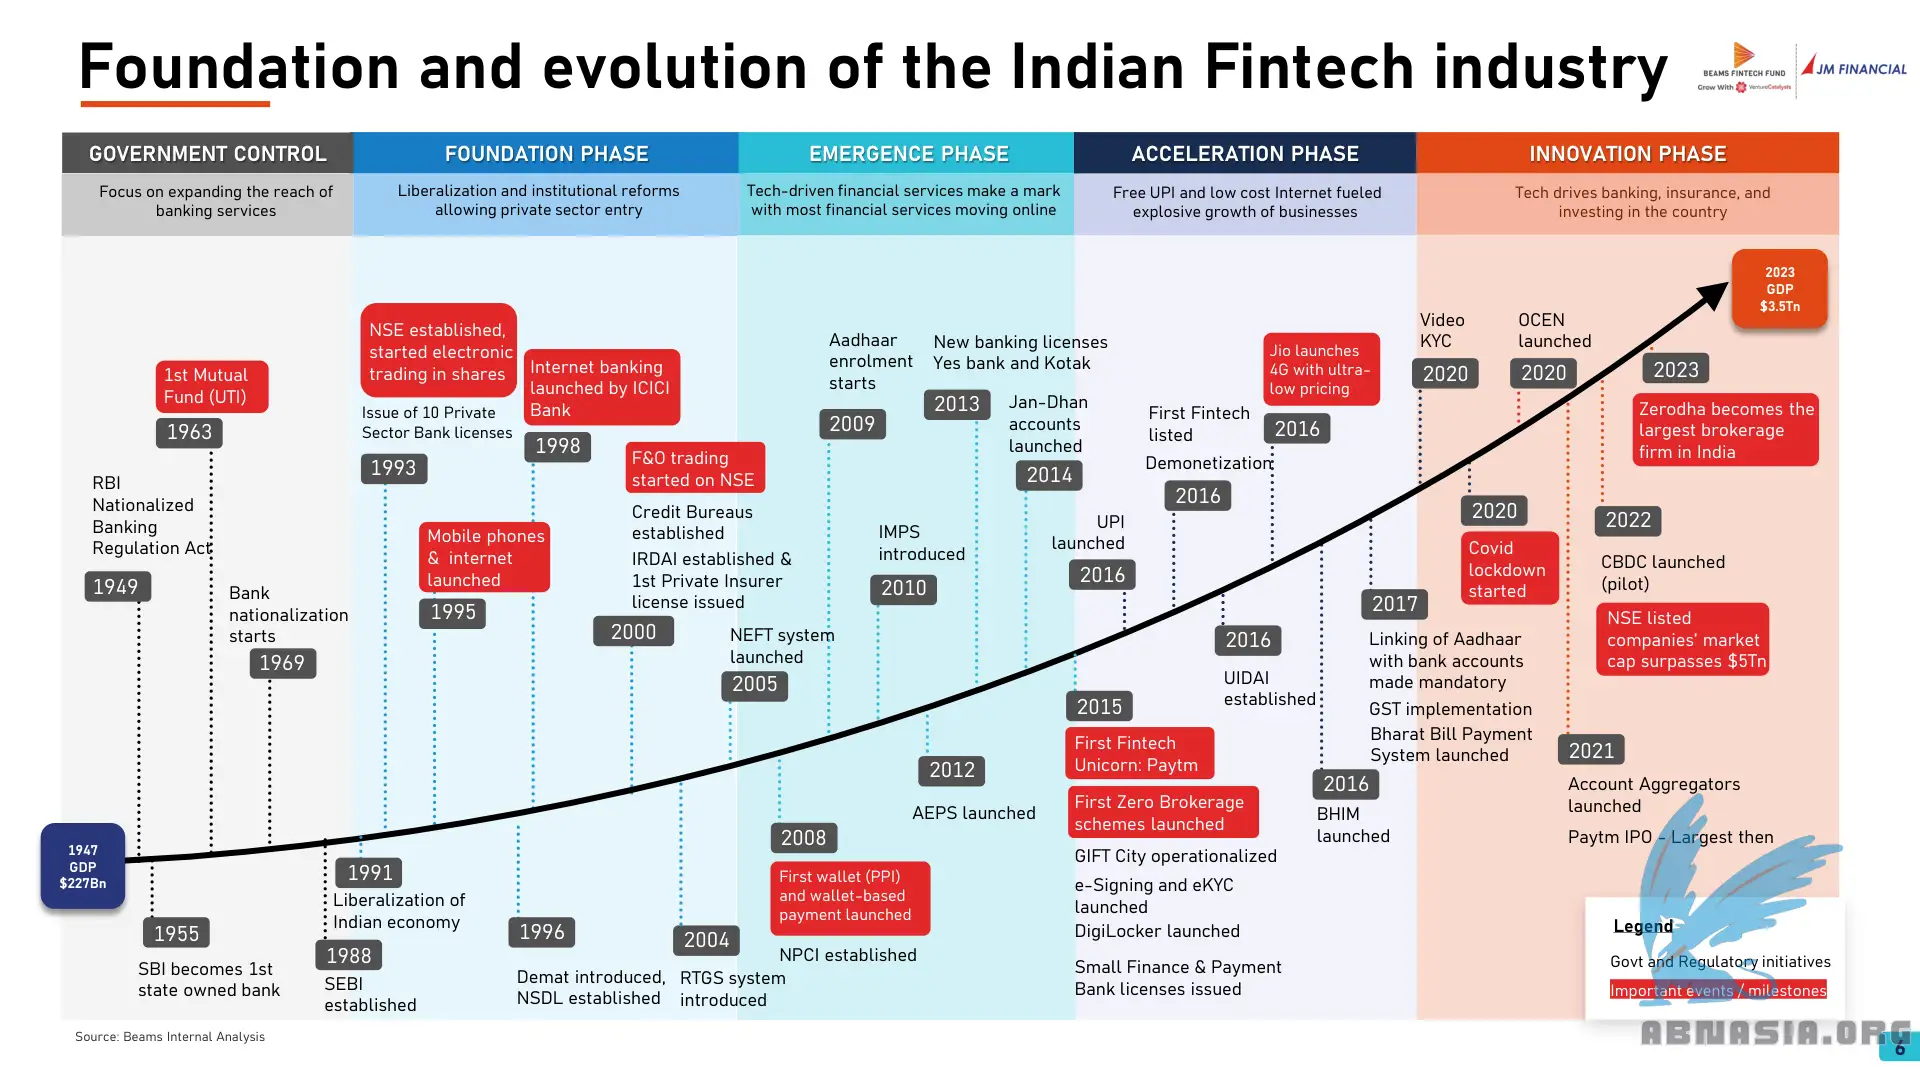 Foundation and evolution of the Indian Fintech industry
BEAMS FINTECH FUND
Grow With VentureCatalysts
JM FINANCIAL
GOVERNMENT CONTROL
Focus on expanding the reach of
banking services
FOUNDATION PHASE
Liberalization and institutional reforms
allowing private sector entry
EMERGENCE PHASE
Tech-driven financial services make a mark
with most financial services moving online
ACCELERATION PHASE
Free UPI and low cost Internet fueled
explosive growth of businesses
INNOVATION PHASE
Tech drives banking, insurance, and
investing in the country
1947
GDP
$227Bn
RBI
Nationalized
Banking
Regulation Act
1949
1955
SBI becomes 1st
state owned bank
1st Mutual
Fund (UTI)
1963
Bank
nationalization
starts
1969
1988
SEBI
established
1991
Liberalization of
Indian economy
NSE established,
started electronic
trading in shares
Issue of 10 Private
Sector Bank licenses
1993
Mobile phones
& internet
launched
1995
1996
Demat introduced,
NSDL established
Internet banking
launched by ICICI
Bank
1998
F&O trading
started on NSE
Credit Bureaus
established
IRDAI established &
1st Private Insurer
license issued
2000
2004
RTGS system
introduced
NEFT system
launched
2005
2008
First wallet (PPI)
and wallet-based
payment launched
NPCI established
Aadhaar
enrolment
starts
2009
IMPS
introduced
2010
2012
AEPS launched
New banking licenses
Yes bank and Kotak
2013
Jan-Dhan
accounts
launched
2014
2015
First Fintech
Unicorn: Paytm
First Zero Brokerage
schemes launched
GIFT City operationalized
e-Signing and eKYC
launched
DigiLocker launched
Small Finance & Payment
Bank licenses issued
UPI
launched
2016
First Fintech
listed
Demonetization
2016
2016
UIDAI
established
Jio launches
4G with ultra-
low pricing
2016
2016
BHIM
launched
2017
Linking of Aadhaar
with bank accounts
made mandatory
GST implementation
Bharat Bill Payment
System launched
Video
KYC
2020
2020
Covid
lockdown
started
OCEN
launched
2020
2021
Account Aggregators
launched
Paytm IPO - Largest then
2022
CBDC launched
(pilot)
NSE listed
companies' market
cap surpasses $5Tn
2023
Zerodha becomes the
largest brokerage
firm in India
2023
GDP
$3.5Tn
Legend
Govt and Regulatory initiatives
Important events / milestones
Source: Beams Internal Analysis
ABNASIA.ORG
6